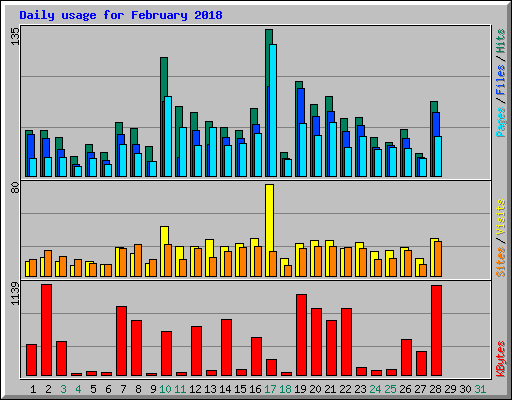 Daily usage for February 2018
135
Pages / Files / Hits
80
Sites / Visits
1139
KBytes
1 2 3 4 5 6 7 8 9 10 11 12 13 14 15 16 17 18 19 20 21 22 23 24 25 26 27 28 29 30 31